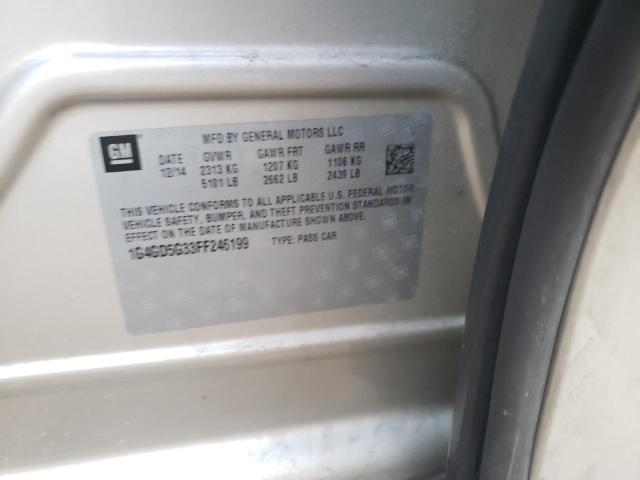 GM
MFD BY GENERAL MOTORS LLC
DATE GVWR GAWR FRT GAWR RR
12/14 2313 KG 1207 KG 1106 KG
5101 LB 2662 LB 2439 LB
THIS VEHICLE CONFORMS TO ALL APPLICABLE U.S. FEDERAL MOTOR
VEHICLE SAFETY, BUMPER, AND THEFT PREVENTION STANDARDS IN
EFFECT ON THE DATE OF MANUFACTURE SHOWN ABOVE.
1G4GD5G33FF246199 TYPE: PASS CAR